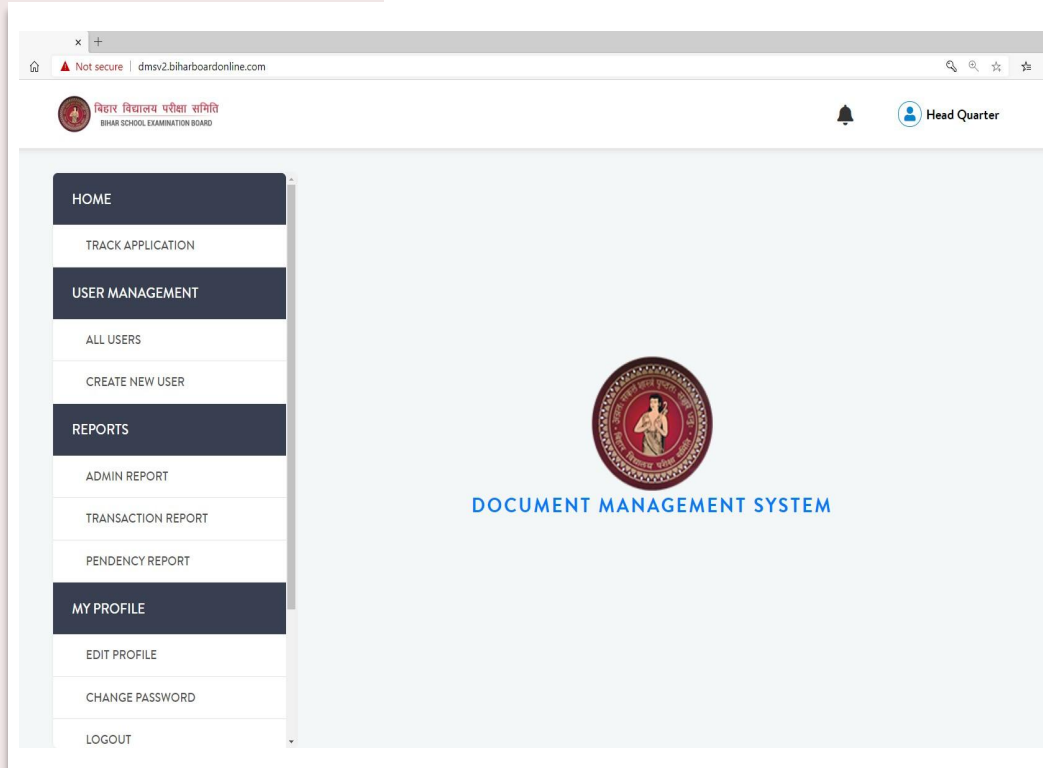 Not secure dmsv2.biharboardonline.com
बिहार विद्यालय परीक्षा समिति
BIHAR SCHOOL EXAMINATION BOARD
Head Quarter
HOME
TRACK APPLICATION
USER MANAGEMENT
ALL USERS
CREATE NEW USER
REPORTS
ADMIN REPORT
TRANSACTION REPORT
PENDENCY REPORT
MY PROFILE
EDIT PROFILE
CHANGE PASSWORD
LOGOUT
DOCUMENT MANAGEMENT SYSTEM